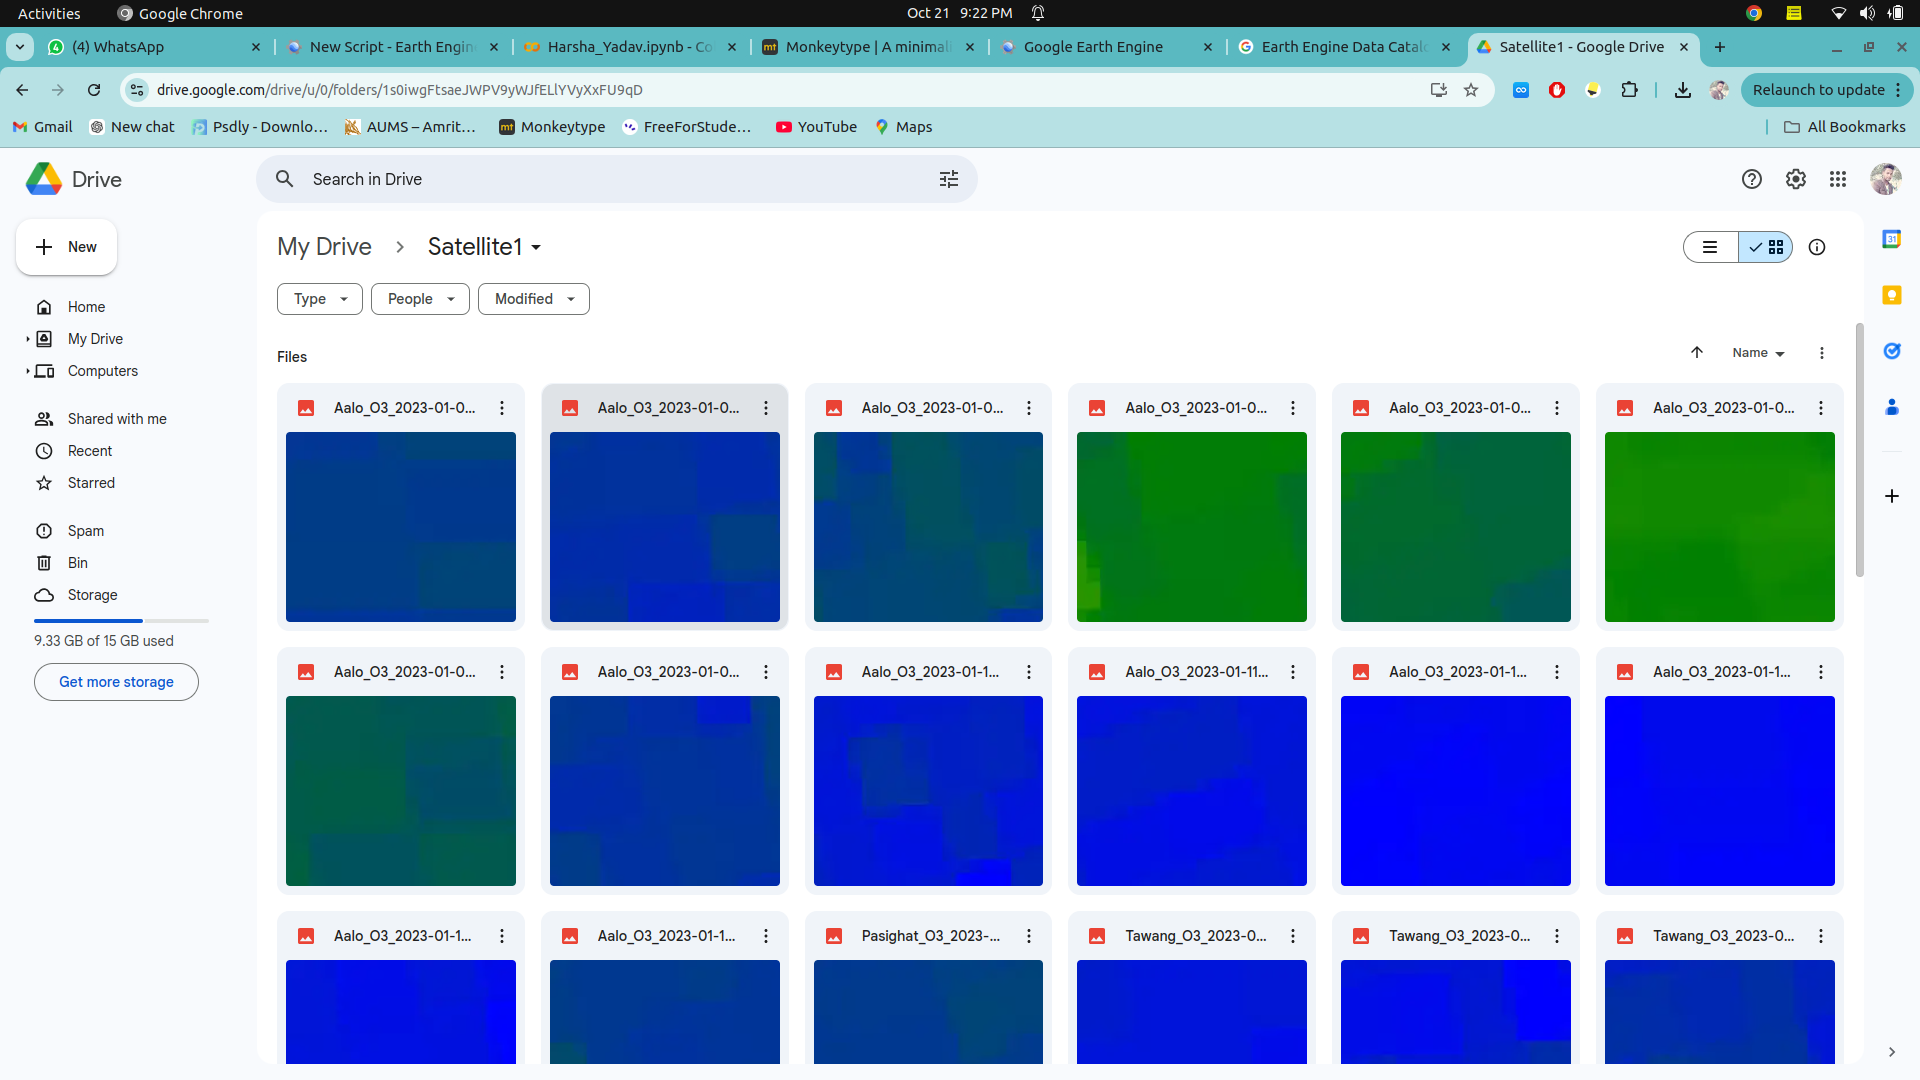 Activities
Google Chrome
Oct 21 9:22 PM
(4) WhatsApp
New Script - Earth Engin
Harsha_Yadav.ipynb - Co
Monkeytype | A minimali
Google Earth Engine
Earth Engine Data Catalo
Satellite1 - Google Drive
drive.google.com/drive/u/0/folders/1s0iwgFtsaeJWPV9yWJfELlYVyXxFU9qD
Relaunch to update
Gmail
New chat
Psdly - Downlo...
AUMS – Amrit...
Monkeytype
FreeForStude...
YouTube
Maps
All Bookmarks
Drive
Search in Drive
New
My Drive > Satellite1
Home
My Drive
Computers
Shared with me
Recent
Starred
Spam
Bin
Storage
9.33 GB of 15 GB used
Get more storage
Type
People
Modified
Files
Name
Aalo_O3_2023-01-0...
Aalo_O3_2023-01-0...
Aalo_O3_2023-01-0...
Aalo_O3_2023-01-0...
Aalo_O3_2023-01-0...
Aalo_O3_2023-01-0...
Aalo_O3_2023-01-0...
Aalo_O3_2023-01-0...
Aalo_O3_2023-01-1...
Aalo_O3_2023-01-11...
Aalo_O3_2023-01-1...
Aalo_O3_2023-01-1...
Aalo_O3_2023-01-1...
Aalo_O3_2023-01-1...
Pasighat_O3_2023-...
Tawang_O3_2023-0...
Tawang_O3_2023-0...
Tawang_O3_2023-0...